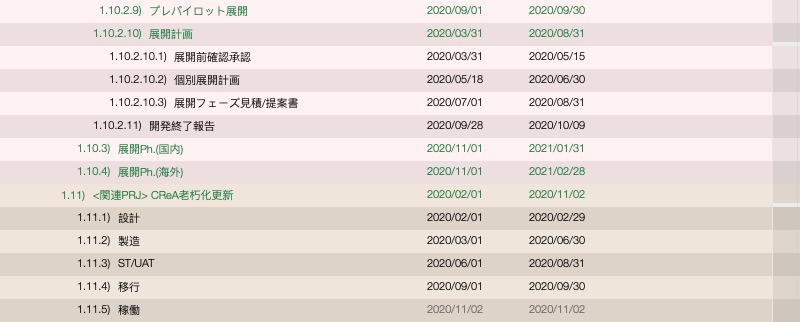 1.10.2.9) プレパイロット展開 2020/09/01 2020/09/30
1.10.2.10) 展開計画 2020/03/31 2020/08/31
1.10.2.10.1) 展開前確認承認 2020/03/31 2020/05/15
1.10.2.10.2) 個別展開計画 2020/05/18 2020/06/30
1.10.2.10.3) 展開フェーズ見積/提案書 2020/07/01 2020/08/31
1.10.2.11) 開発終了報告 2020/09/28 2020/10/09
1.10.3) 展開Ph.(国内) 2020/11/01 2021/01/31
1.10.4) 展開Ph.(海外) 2020/11/01 2021/02/28
1.11) <関連PRJ> CReA老朽化更新 2020/02/01 2020/11/02
1.11.1) 設計 2020/02/01 2020/02/29
1.11.2) 製造 2020/03/01 2020/06/30
1.11.3) ST/UAT 2020/06/01 2020/08/31
1.11.4) 移行 2020/09/01 2020/09/30
1.11.5) 稼働 2020/11/02 2020/11/02